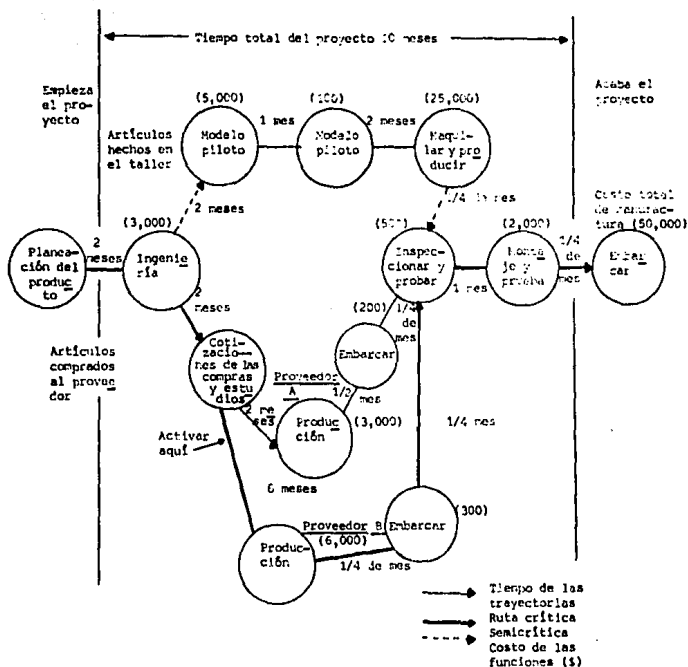 Tiempo total del proyecto 10 meses
Empieza
el pro-
yecto
Acaba el
proyecto
Artículos
hechos en
el taller
(5,000)
Modelo
piloto
1 mes
(100)
Modelo
piloto
2 meses
(25,000)
Maqui
lar y pro
ducir
2 meses
1/4 de mes
Costo total
de manufac-
tura (50,000)
Planea-
ción del
produc
to
2
meses
(3,000)
Ingenie
ría
(500)
Inspec-
cionar y
probar
1 mes
(2,000)
Monta
je y
prueba
1/4
de
mes
Embar
car
2
meses
Artículos
comprados
al provee
dor
Coti-
zacio-
nes de las
compras
y estu
dios
(200)
1/4
de
mes
Embarcar
Proveedor
A
1/2
mes
2 me
ses
Produc
ción
(3,000)
Activar
aquí
6 meses
1/4 mes
Produc-
ción
Proveedor B
(6,000)
1/4 de mes
Embarcar
(300)
Tiempo de las
trayectorias
Ruta crítica
Semicrítica
Costo de las
funciones ($)